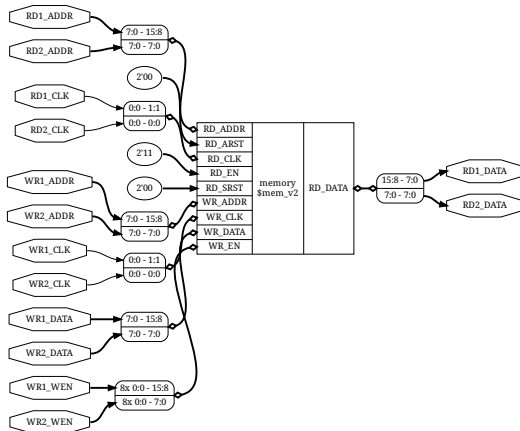 RD1_ADDR
RD2_ADDR
7:0 - 15:8
7:0 - 7:0
2'00
RD1_CLK
RD2_CLK
0:0 - 1:1
0:0 - 0:0
2'11
2'00
WR1_ADDR
WR2_ADDR
7:0 - 15:8
7:0 - 7:0
WR1_CLK
WR2_CLK
0:0 - 1:1
0:0 - 0:0
WR1_DATA
WR2_DATA
7:0 - 15:8
7:0 - 7:0
WR1_WEN
WR2_WEN
8x 0:0 - 15:8
8x 0:0 - 7:0
RD_ADDR
RD_ARST
RD_CLK
RD_EN
RD_SRST
WR_ADDR
WR_CLK
WR_DATA
WR_EN
memory
$mem_v2
RD_DATA
15:8 - 7:0
7:0 - 7:0
RD1_DATA
RD2_DATA